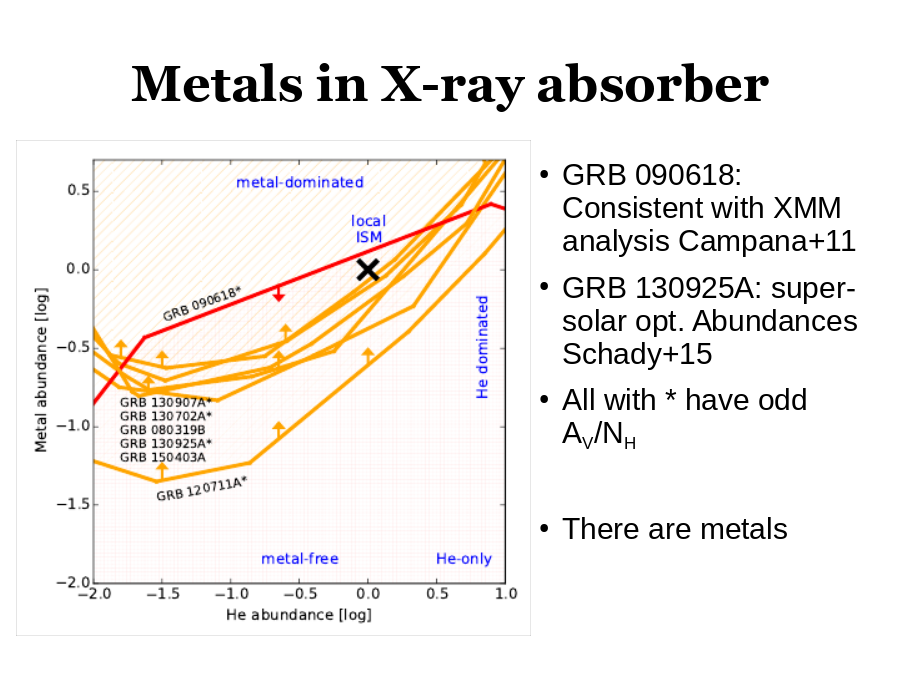 Metals in X-ray absorber
0.5
0.0
−0.5
−1.0
−1.5
−2.0
Metal abundance [log]
metal-dominated
local
ISM
GRB 090618*
He dominated
GRB 130907A*
GRB 130702A*
GRB 080319B
GRB 130925A*
GRB 150403A
GRB 120711A*
metal-free
He-only
−2.0
−1.5
−1.0
−0.5
0.0
0.5
1.0
He abundance [log]
• GRB 090618:
Consistent with XMM
analysis Campana+11
• GRB 130925A: super-
solar opt. Abundances
Schady+15
• All with * have odd
AV/NH
• There are metals